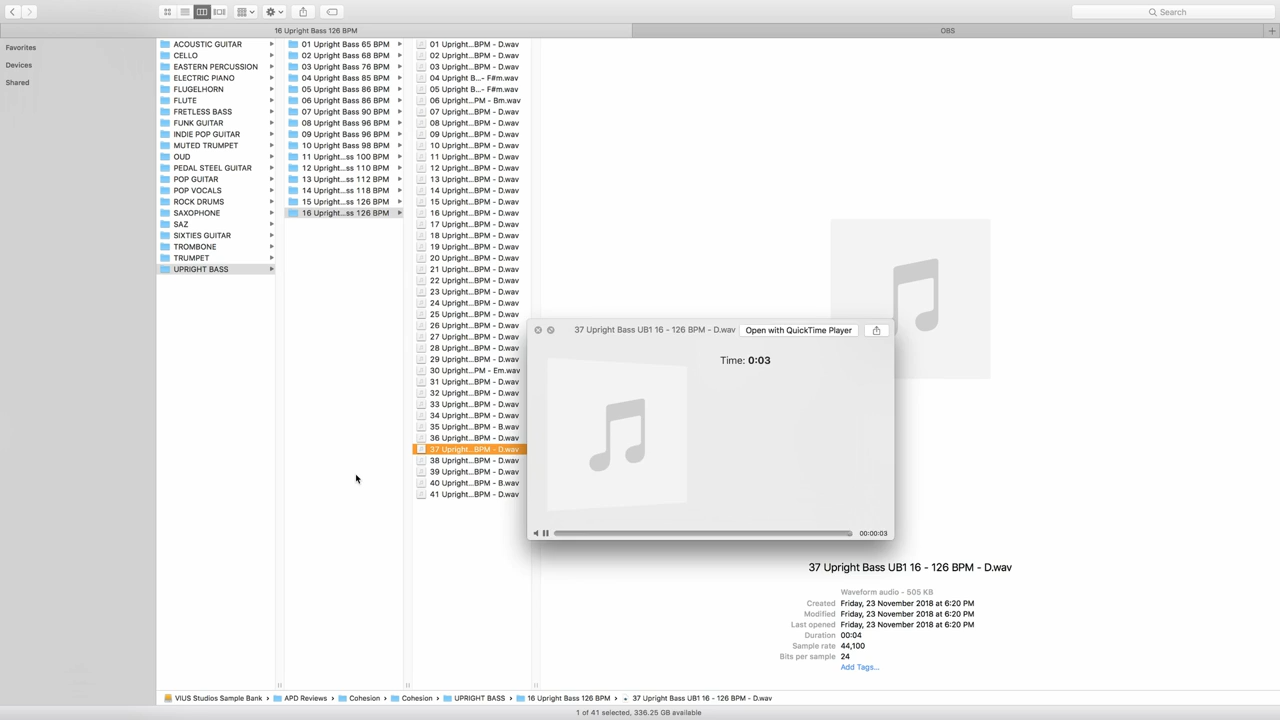 Search
16 Upright Bass 126 BPM
OBS
Favorites
Devices
Shared
ACOUSTIC GUITAR
CELLO
EASTERN PERCUSSION
ELECTRIC PIANO
FLUGELHORN
FLUTE
FRETLESS BASS
FUNK GUITAR
INDIE POP GUITAR
MUTED TRUMPET
OUD
PEDAL STEEL GUITAR
POP GUITAR
POP VOCALS
ROCK DRUMS
SAXOPHONE
SAZ
SIXTIES GUITAR
TROMBONE
TRUMPET
UPRIGHT BASS
01 Upright Bass 65 BPM
02 Upright Bass 68 BPM
03 Upright Bass 76 BPM
04 Upright Bass 85 BPM
05 Upright Bass 86 BPM
06 Upright Bass 86 BPM
07 Upright Bass 90 BPM
08 Upright Bass 96 BPM
09 Upright Bass 96 BPM
10 Upright Bass 98 BPM
11 Upright...ss 100 BPM
12 Upright...ss 110 BPM
13 Upright...ss 112 BPM
14 Upright...ss 118 BPM
15 Upright...ss 126 BPM
16 Upright...ss 126 BPM
01 Upright...BPM - D.wav
02 Upright...BPM - D.wav
03 Upright...BPM - D.wav
04 Upright B...- F#m.wav
05 Upright B...- F#m.wav
06 Upright...PM - Bm.wav
07 Upright...BPM - D.wav
08 Upright...BPM - D.wav
09 Upright...BPM - D.wav
10 Upright...BPM - D.wav
11 Upright...BPM - D.wav
12 Upright...BPM - D.wav
13 Upright...BPM - D.wav
14 Upright...BPM - D.wav
15 Upright...BPM - D.wav
16 Upright...BPM - D.wav
17 Upright...BPM - D.wav
18 Upright...BPM - D.wav
19 Upright...BPM - D.wav
20 Upright...BPM - D.wav
21 Upright...BPM - D.wav
22 Upright...BPM - D.wav
23 Upright...BPM - D.wav
24 Upright...BPM - D.wav
25 Upright...BPM - D.wav
26 Upright...BPM - D.wav
27 Upright...BPM - D.wav
28 Upright...BPM - D.wav
29 Upright...BPM - D.wav
30 Upright...PM - Em.wav
31 Upright...BPM - D.wav
32 Upright...BPM - D.wav
33 Upright...BPM - D.wav
34 Upright...BPM - D.wav
35 Upright...BPM - B.wav
36 Upright...BPM - D.wav
37 Upright...BPM - D.wav
38 Upright...BPM - D.wav
39 Upright...BPM - D.wav
40 Upright...BPM - B.wav
41 Upright...BPM - D.wav
37 Upright Bass UB1 16 - 126 BPM - D.wav
Open with QuickTime Player
Time: 0:03
00:00:03
37 Upright Bass UB1 16 - 126 BPM - D.wav
Waveform audio - 505 KB
Created Friday, 23 November 2018 at 6:20 PM
Modified Friday, 23 November 2018 at 6:20 PM
Last opened Friday, 23 November 2018 at 6:20 PM
Duration 00:04
Sample rate 44,100
Bits per sample 24
Add Tags...
VIUS Studios Sample Bank › APD Reviews › Cohesion › Cohesion › UPRIGHT BASS › 16 Upright Bass 126 BPM › 37 Upright Bass UB1 16 - 126 BPM - D.wav
1 of 41 selected, 336.25 GB available